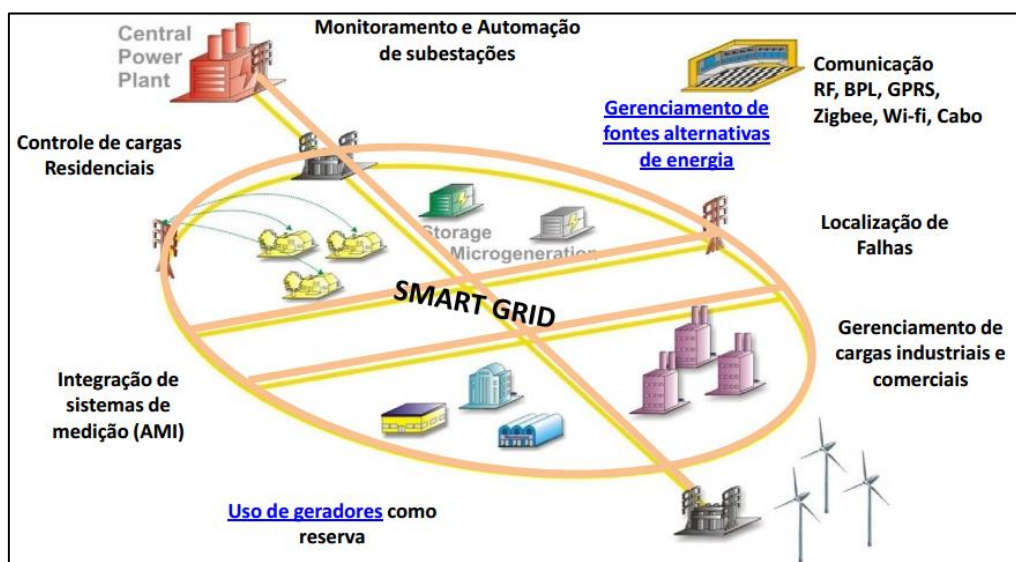 Central
Power
Plant
Monitoramento e Automação
de subestações
Comunicação
RF, BPL, GPRS,
Zigbee, Wi-fi, Cabo
Gerenciamento de
fontes alternativas
de energia
Controle de cargas
Residenciais
Storage
Microgeneration
Localização de
Falhas
SMART GRID
Gerenciamento de
cargas industriais e
comerciais
Integração de
sistemas de
medição (AMI)
Uso de geradores como
reserva